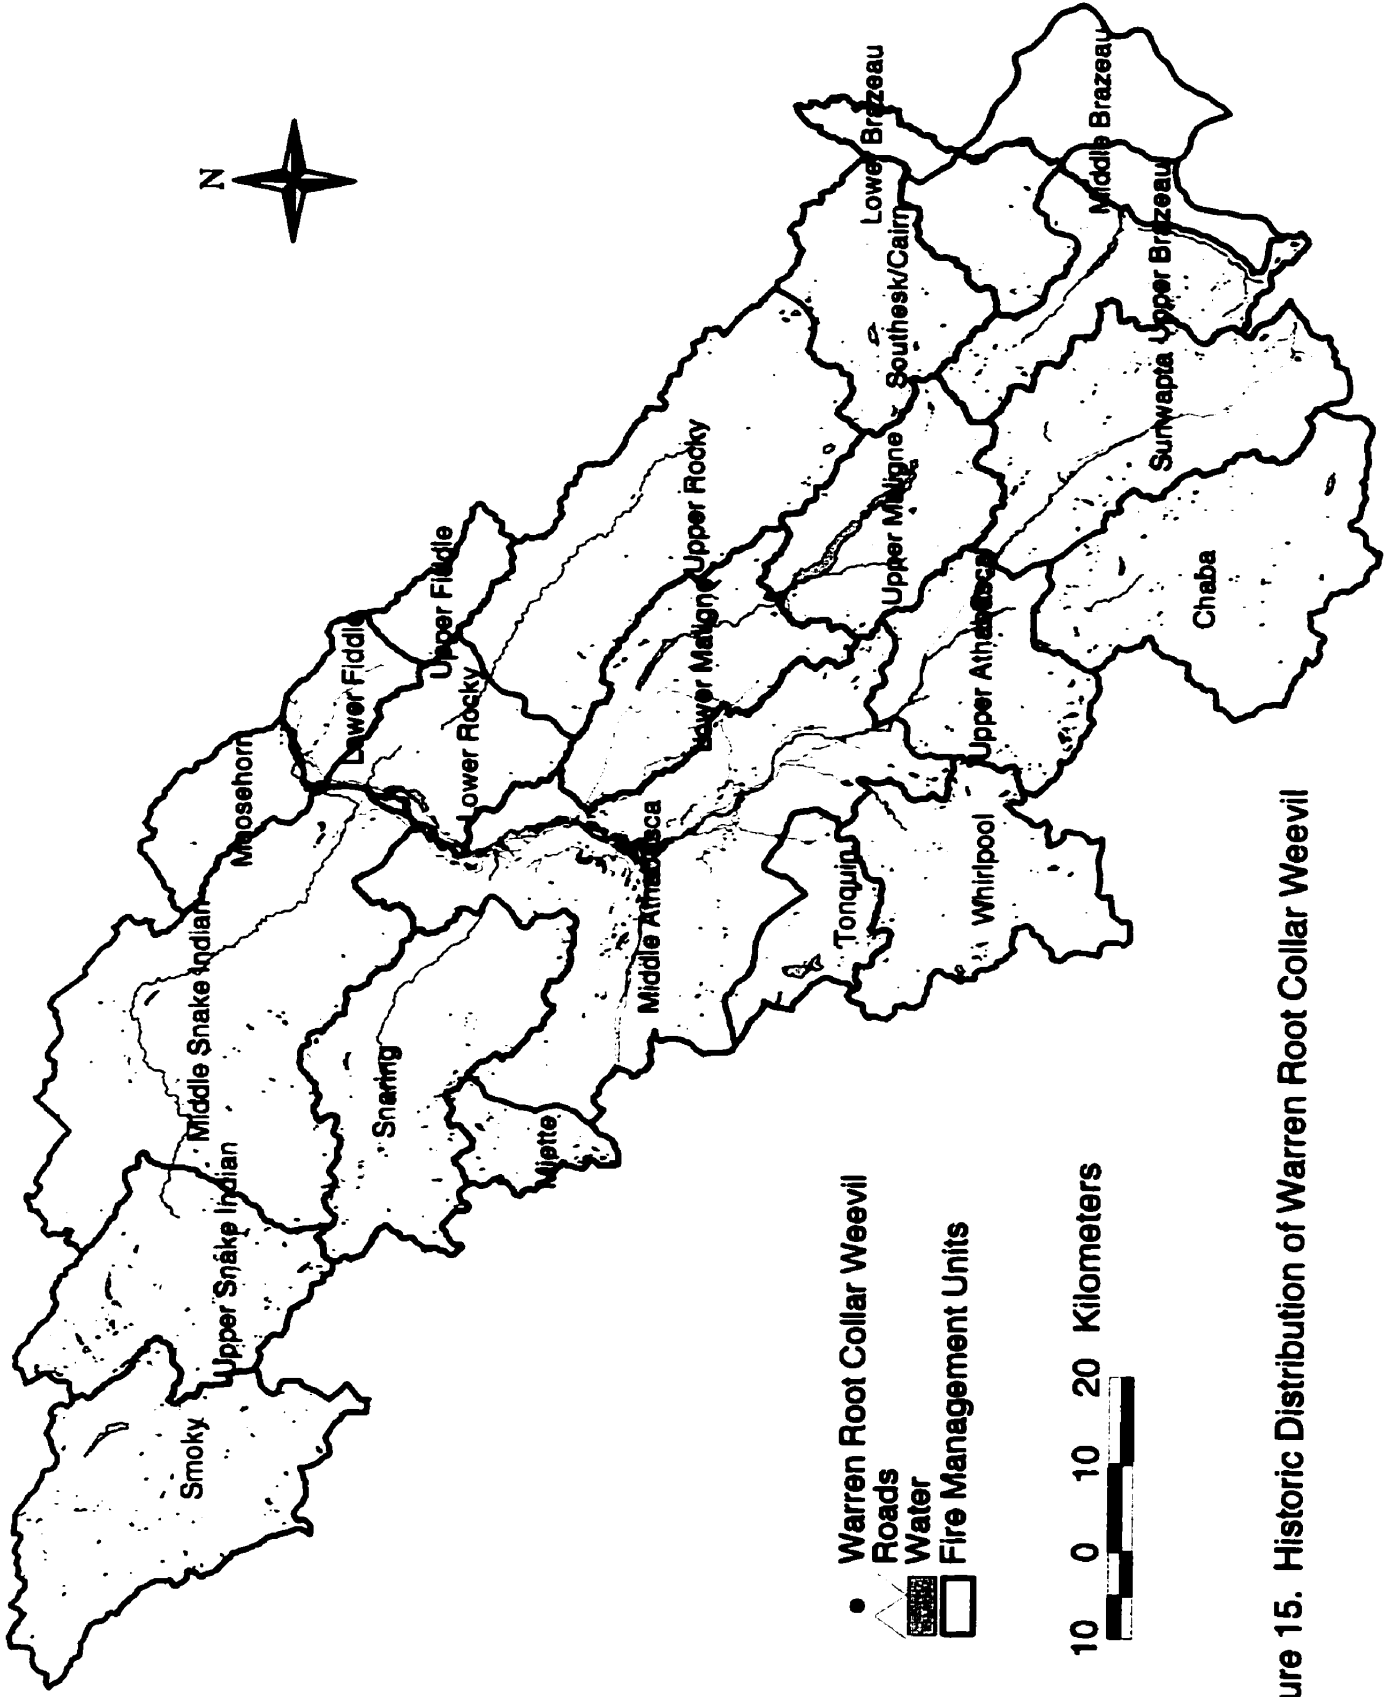 N
Smoky
Upper Snake Indian
Middle Snake Indian
Moosehorn
Snaring
Miette
Lower Fiddle
Upper Fiddle
Lower Rocky
Upper Rocky
Middle Athabasca
Lower Maligne
Tonquin
Whirlpool
Upper Athabasca
Upper Maligne
Southesk/Cairn
Lower Brazeau
Middle Brazeau
Upper Brazeau
Sunwapta
Chaba
Warren Root Collar Weevil
Roads
Water
Fire Management Units
10 0 10 20 Kilometers
ure 15. Historic Distribution of Warren Root Collar Weevil